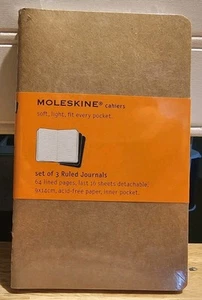 MOLESKINE® cahiers
soft, light, fit every pocket.
set of 3 Ruled Journals
64 lined pages, last 16 sheets detachable
9x14cm, acid-free paper, inner pocket.